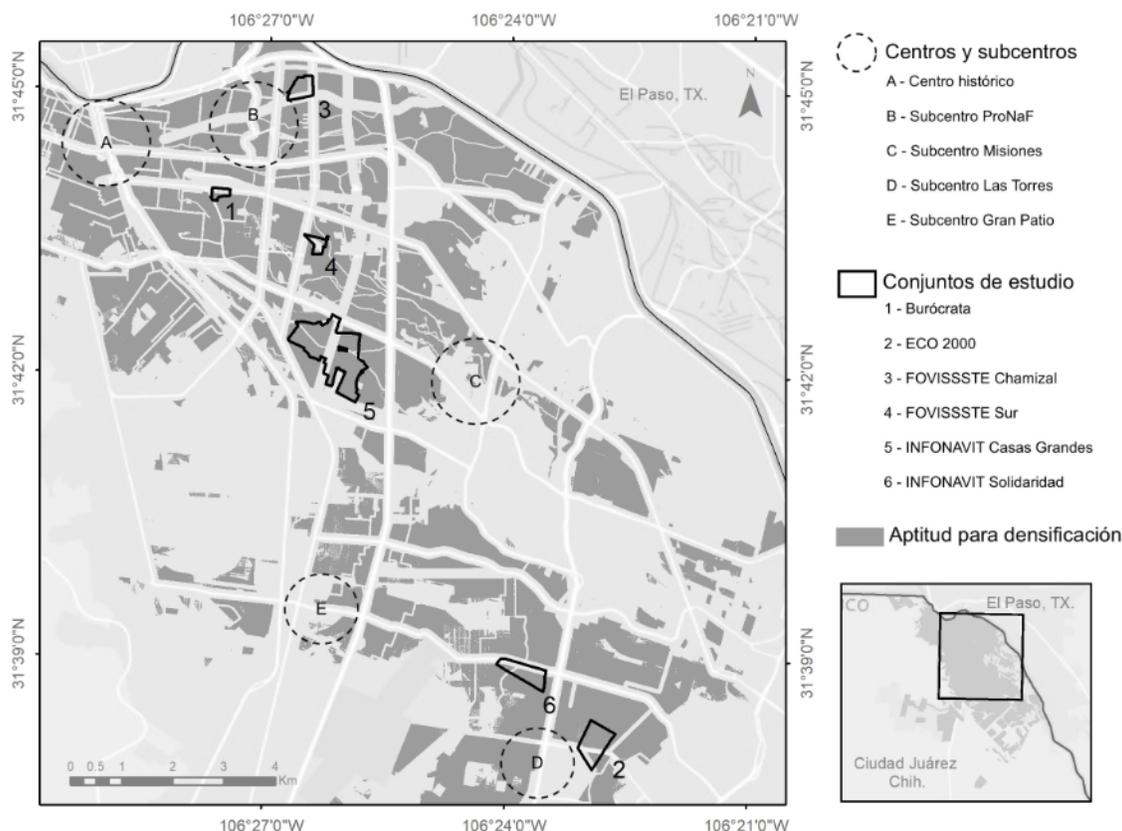 106°27'0"W 106°24'0"W 106°21'0"W
31°45'0"N
31°42'0"N
31°39'0"N
31°45'0"N
31°42'0"N
31°39'0"N
El Paso, TX.
N
A
B
3
1
4
5
C
E
6
D
2
0 0.5 1 2 3 4
Km
106°27'0"W 106°24'0"W 106°21'0"W
Centros y subcentros
A - Centro histórico
B - Subcentro ProNaF
C - Subcentro Misiones
D - Subcentro Las Torres
E - Subcentro Gran Patio
Conjuntos de estudio
1 - Burócrata
2 - ECO 2000
3 - FOVISSSTE Chamizal
4 - FOVISSSTE Sur
5 - INFONAVIT Casas Grandes
6 - INFONAVIT Solidaridad
Aptitud para densificación
ICO
El Paso, TX.
Ciudad Juárez
Chih.